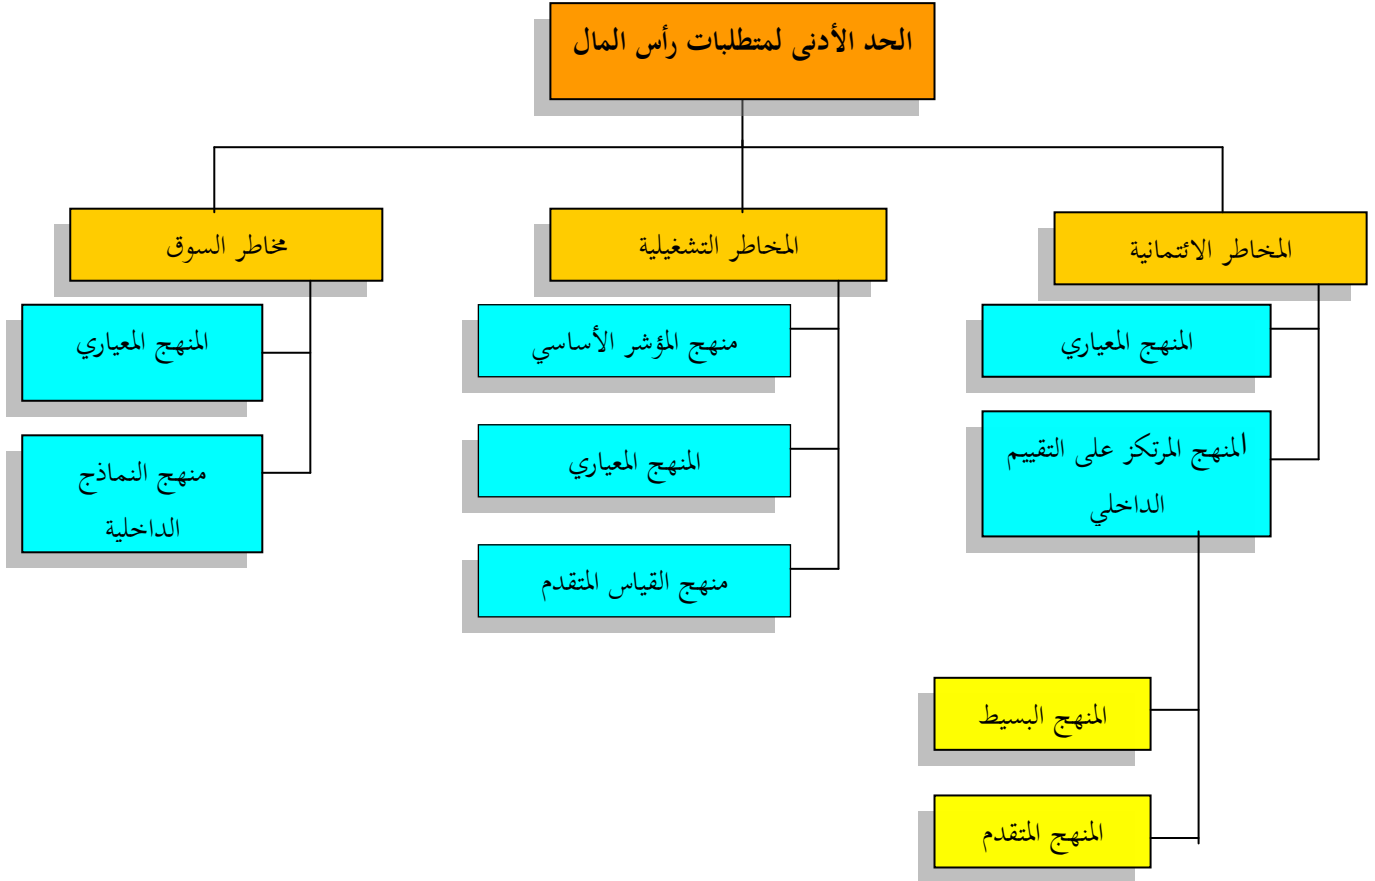 الحد الأدنى لمتطلبات رأس المال
المخاطر الائتمانية
المخاطر التشغيلية
مخاطر السوق
المنهج المعياري
المنهج المرتكز على التقييم
الداخلي
المنهج البسيط
المنهج المتقدم
منهج المؤشر الأساسي
المنهج المعياري
منهج القياس المتقدم
المنهج المعياري
منهج النماذج
الداخلية